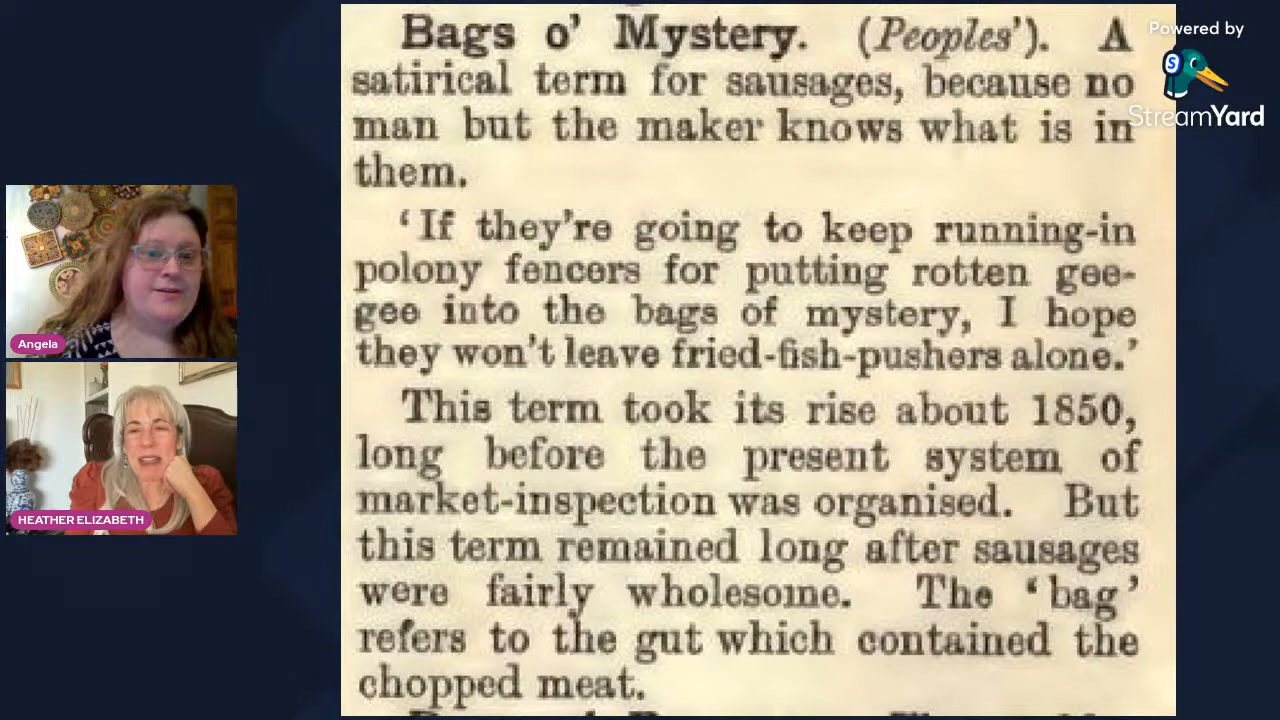 Bags o' Mystery. (Peoples'). A
satirical term for sausages, because no
man but the maker knows what is in
them.
'If they're going to keep running-in
polony fencers for putting rotten gee-
gee into the bags of mystery, I hope
they won't leave fried-fish-pushers alone.'
This term took its rise about 1850,
long before the present system of
market-inspection was organised. But
this term remained long after sausages
were fairly wholesome. The 'bag'
refers to the gut which contained the
chopped meat.
Powered by
S
StreamYard
Angela
HEATHER ELIZABETH